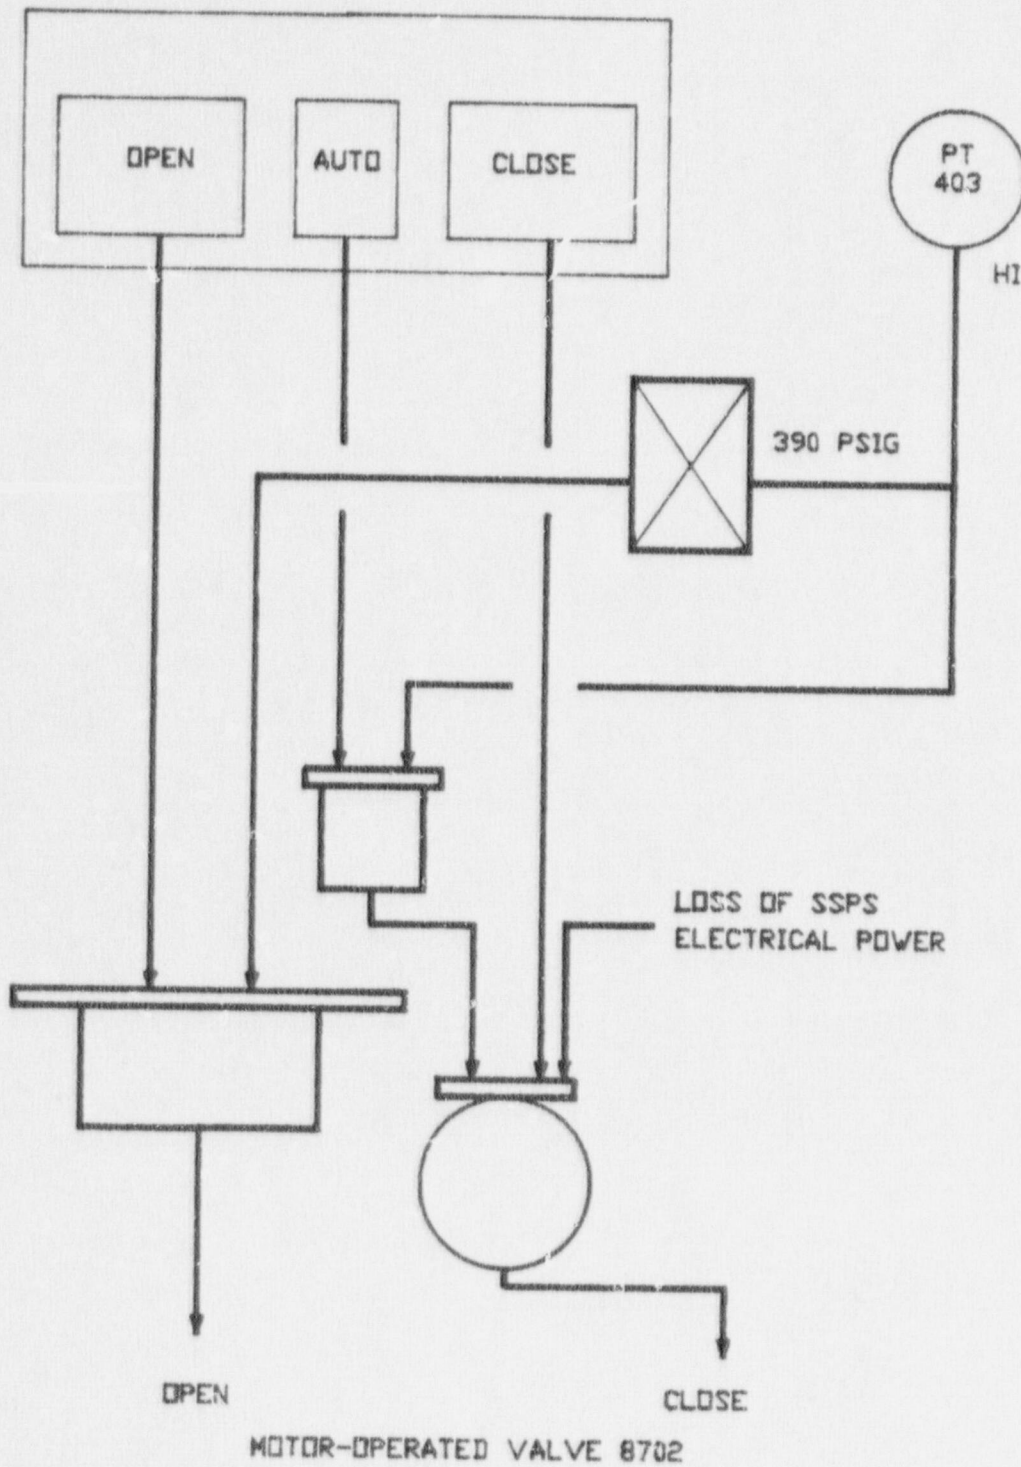 OPEN
AUTO
CLOSE
PT
403
HI
390 PSIG
LOSS OF SSPS
ELECTRICAL POWER
OPEN
CLOSE
MOTOR-OPERATED VALVE 8702